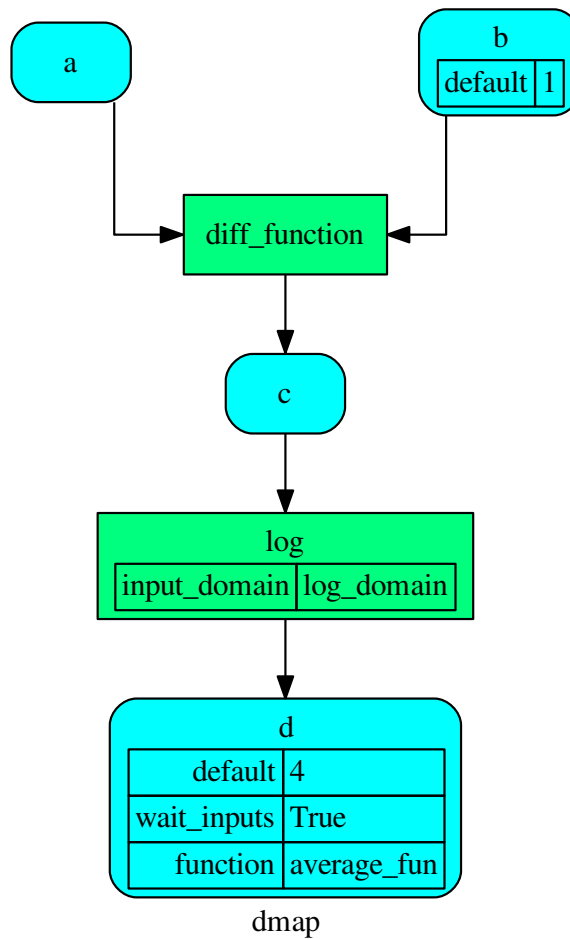 a
b
default 1
diff_function
c
log
input_domain log_domain
d
default 4
wait_inputs True
function average_fun
dmap